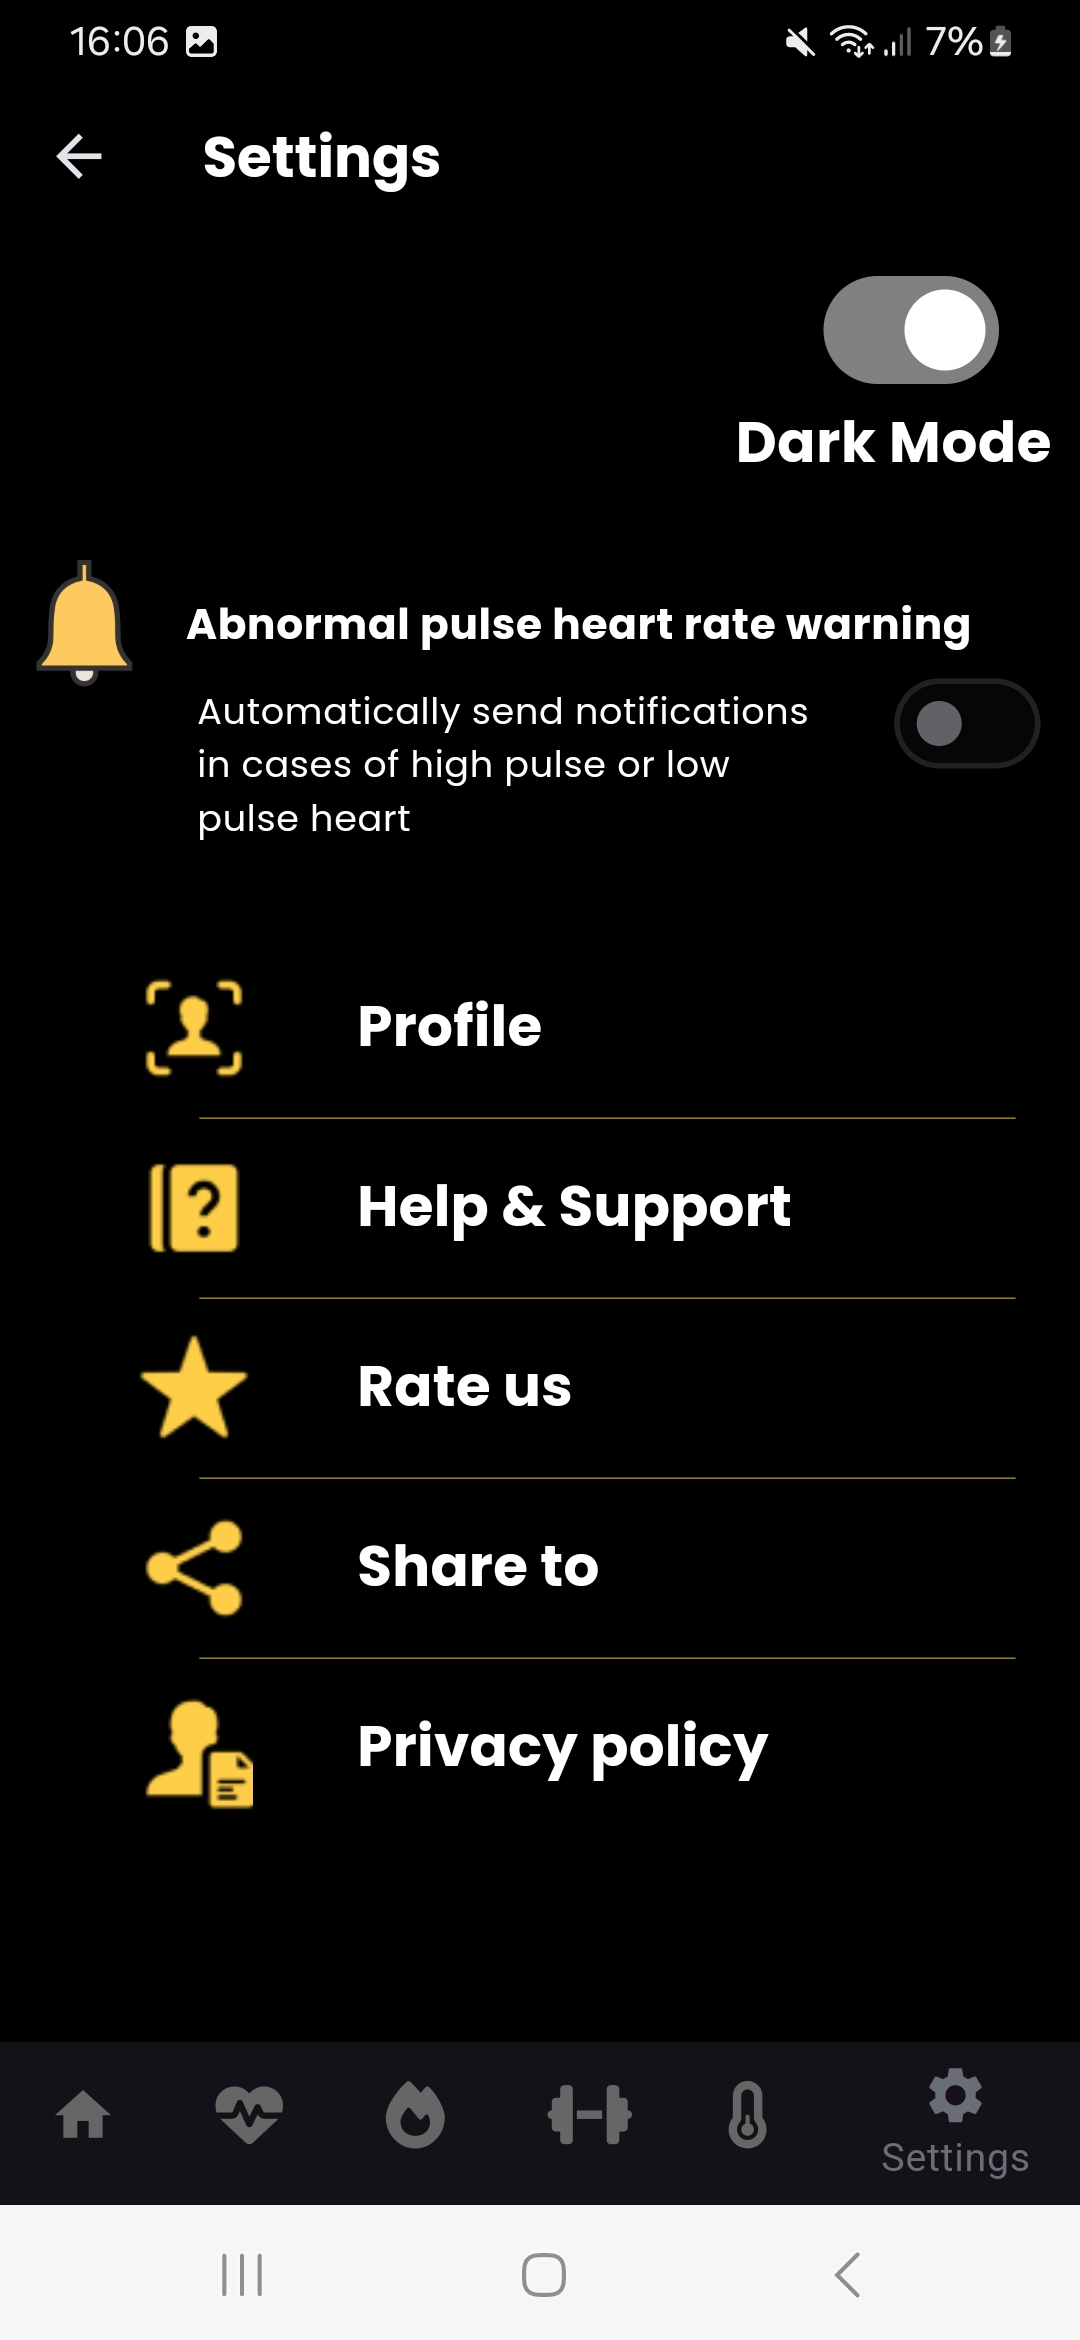 16:06
7%
Settings
Dark Mode
Abnormal pulse heart rate warning
Automatically send notifications
in cases of high pulse or low
pulse heart
Profile
Help & Support
Rate us
Share to
Privacy policy
Settings